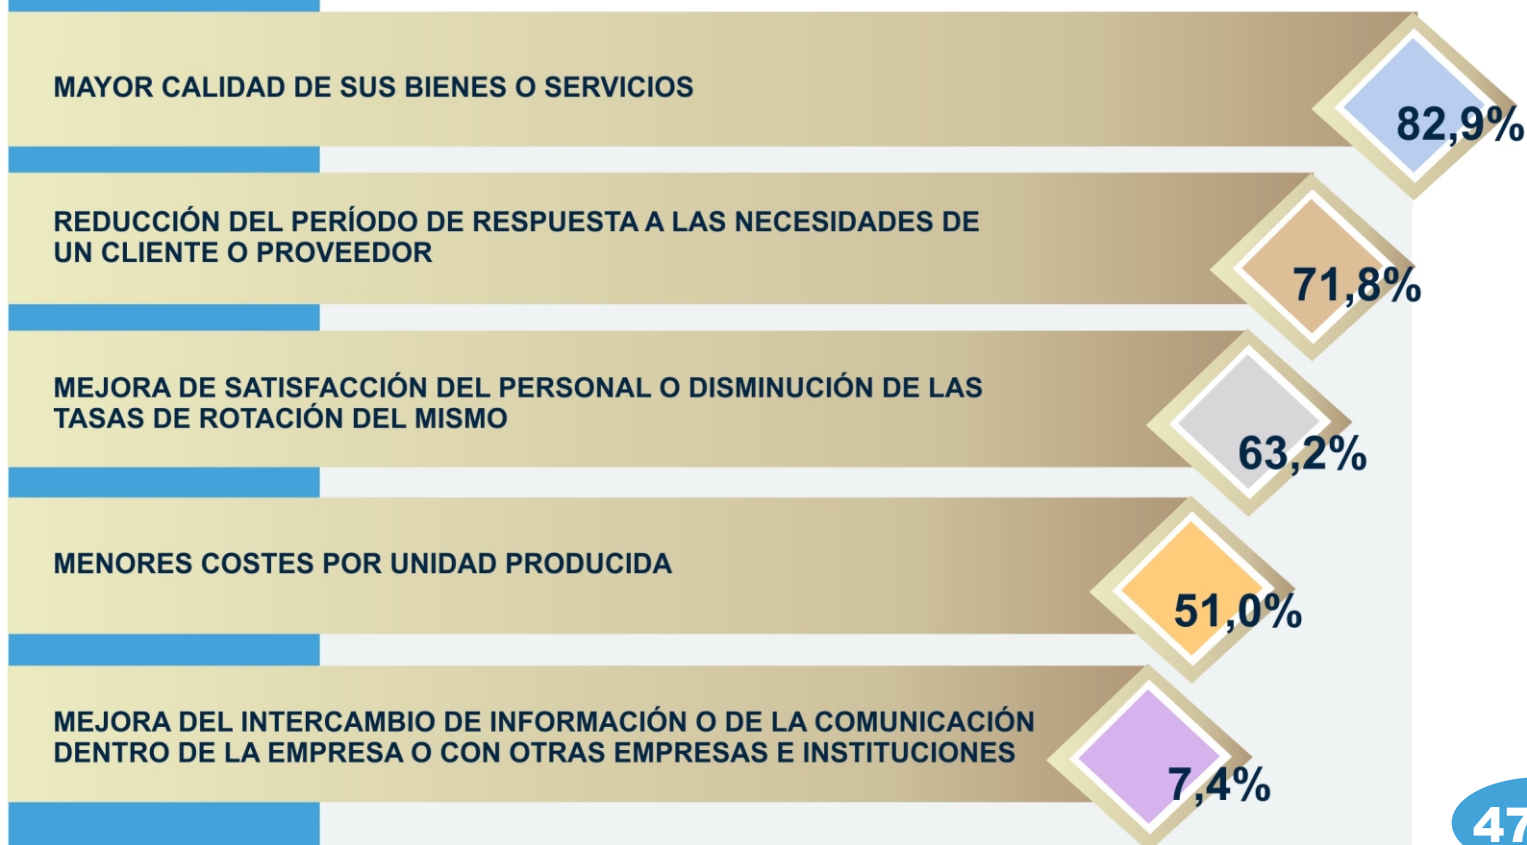 MAYOR CALIDAD DE SUS BIENES O SERVICIOS
82,9%
REDUCCIÓN DEL PERÍODO DE RESPUESTA A LAS NECESIDADES DE
UN CLIENTE O PROVEEDOR
71,8%
MEJORA DE SATISFACCIÓN DEL PERSONAL O DISMINUCIÓN DE LAS
TASAS DE ROTACIÓN DEL MISMO
63,2%
MENORES COSTES POR UNIDAD PRODUCIDA
51,0%
MEJORA DEL INTERCAMBIO DE INFORMACIÓN O DE LA COMUNICACIÓN
DENTRO DE LA EMPRESA O CON OTRAS EMPRESAS E INSTITUCIONES
7,4%
47